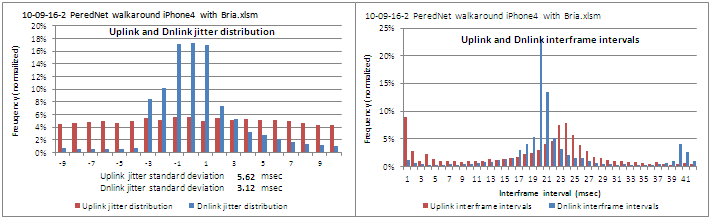 10-09-16-2 PeredNet walkaround iPhone4 with Bria.xlsm
Uplink and Dnlink jitter distribution
Freuqency (normalized)
20%
18%
16%
14%
12%
10%
8%
6%
4%
2%
0%
-9 -7 -5 -3 -1 1 3 5 7 9
Uplink jitter standard deviation 5.62 msec
Dnlink jitter standard deviation 3.12 msec
Uplink jitter distribution Dnlink jitter distribution
10-09-16-2 PeredNet walkaround iPhone4 with Bria.xlsm
Uplink and Dnlink interframe intervals
Frequency (normalized)
25%
20%
15%
10%
5%
0%
1 3 5 7 9 11 13 15 17 19 21 23 25 27 29 31 33 35 37 39 41
Interframe interval (msec)
Uplink interframe intervals Dnlink interframe intervals